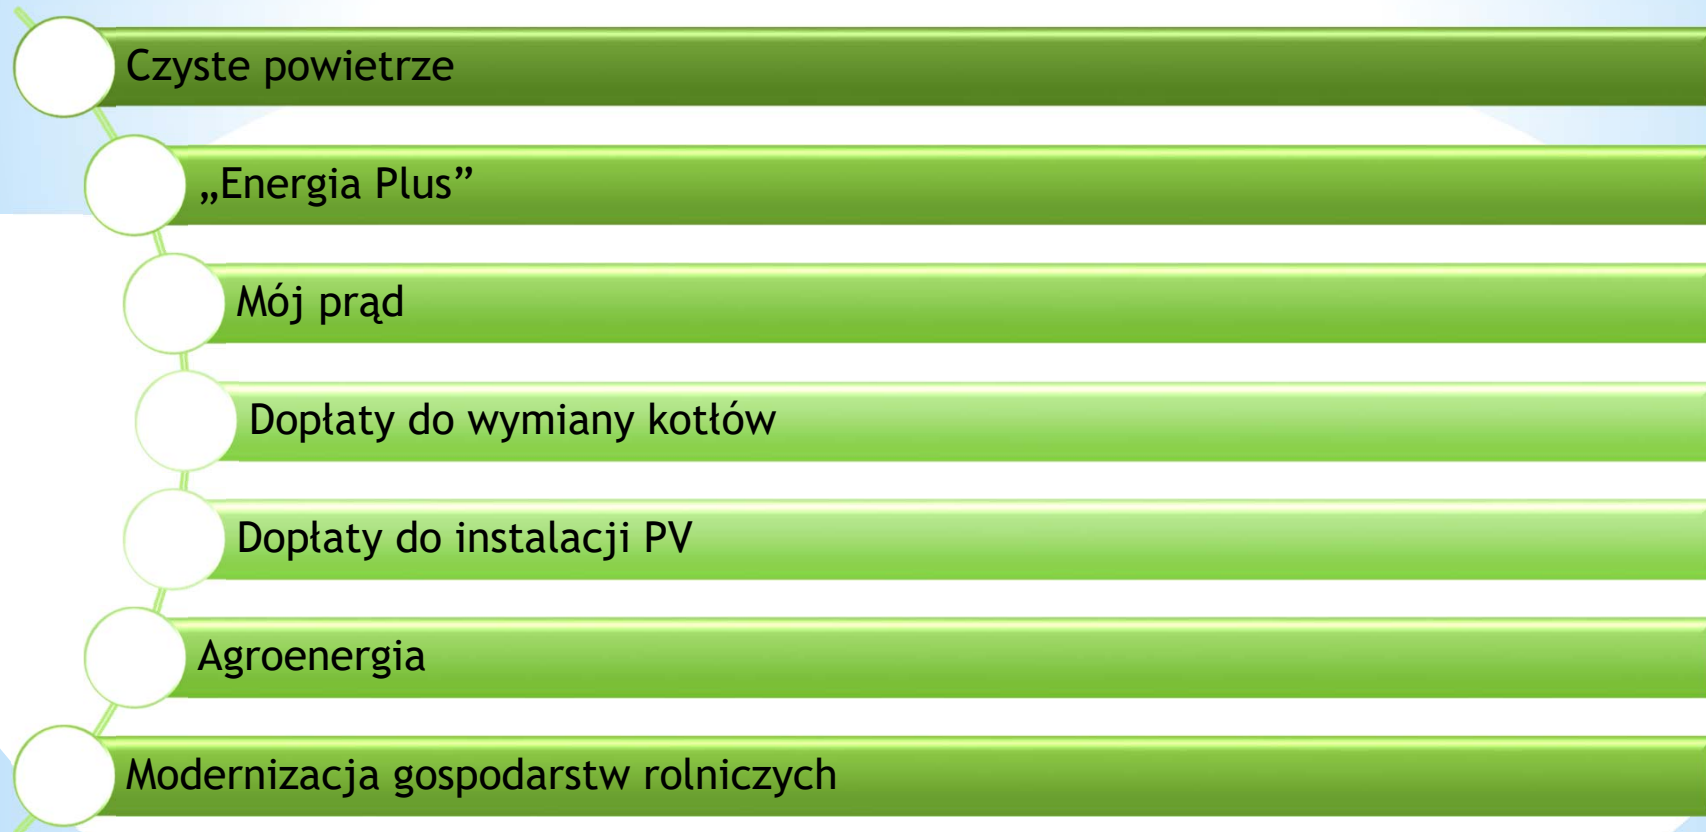 Czyste powietrze
„Energia Plus”
Mój prąd
Dopłaty do wymiany kotłów
Dopłaty do instalacji PV
Agroenergia
Modernizacja gospodarstw rolniczych